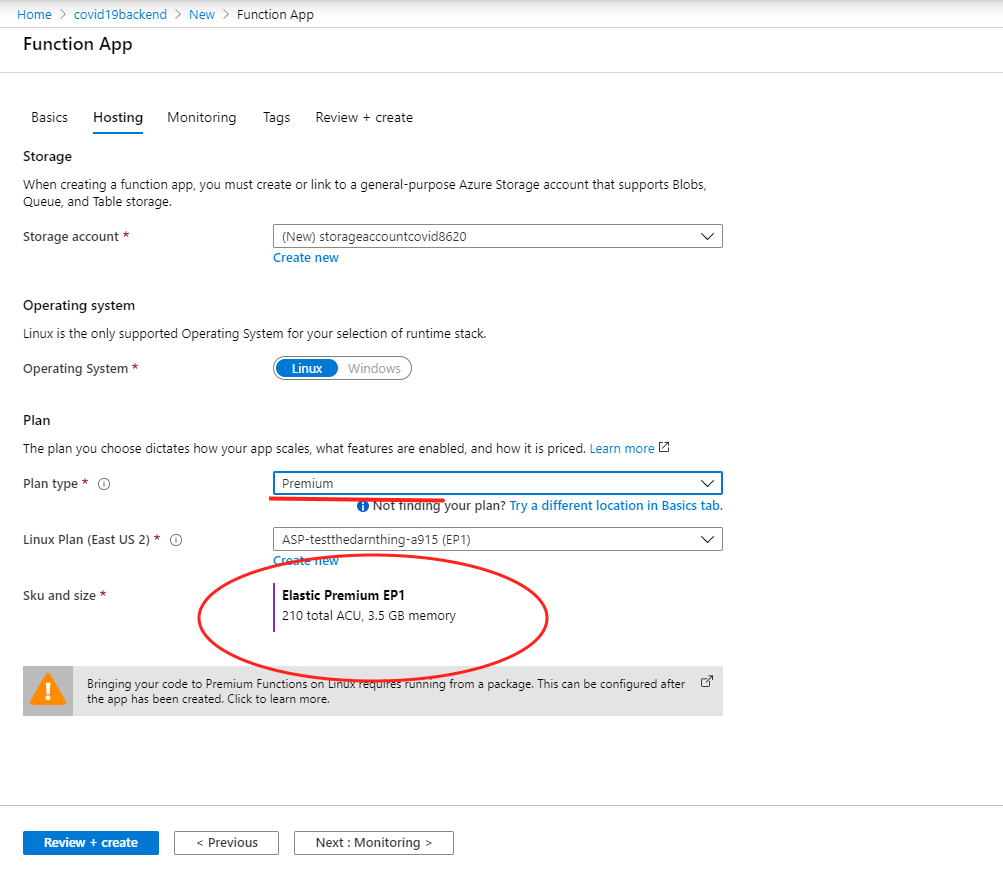 Home > covid19backend > New > Function App
Function App
Basics Hosting Monitoring Tags Review + create
Storage
When creating a function app, you must create or link to a general-purpose Azure Storage account that supports Blobs,
Queue, and Table storage.
Storage account * (New) storageaccountcovid8620
Create new
Operating system
Linux is the only supported Operating System for your selection of runtime stack.
Operating System * Linux Windows
Plan
The plan you choose dictates how your app scales, what features are enabled, and how it is priced. Learn more
Plan type * Premium
Not finding your plan? Try a different location in Basics tab.
Linux Plan (East US 2) * ASP-testthedarnthing-a915 (EP1)
Create new
Sku and size * Elastic Premium EP1
210 total ACU, 3.5 GB memory
Bringing your code to Premium Functions on Linux requires running from a package. This can be configured after
the app has been created. Click to learn more.
Review + create < Previous Next : Monitoring >